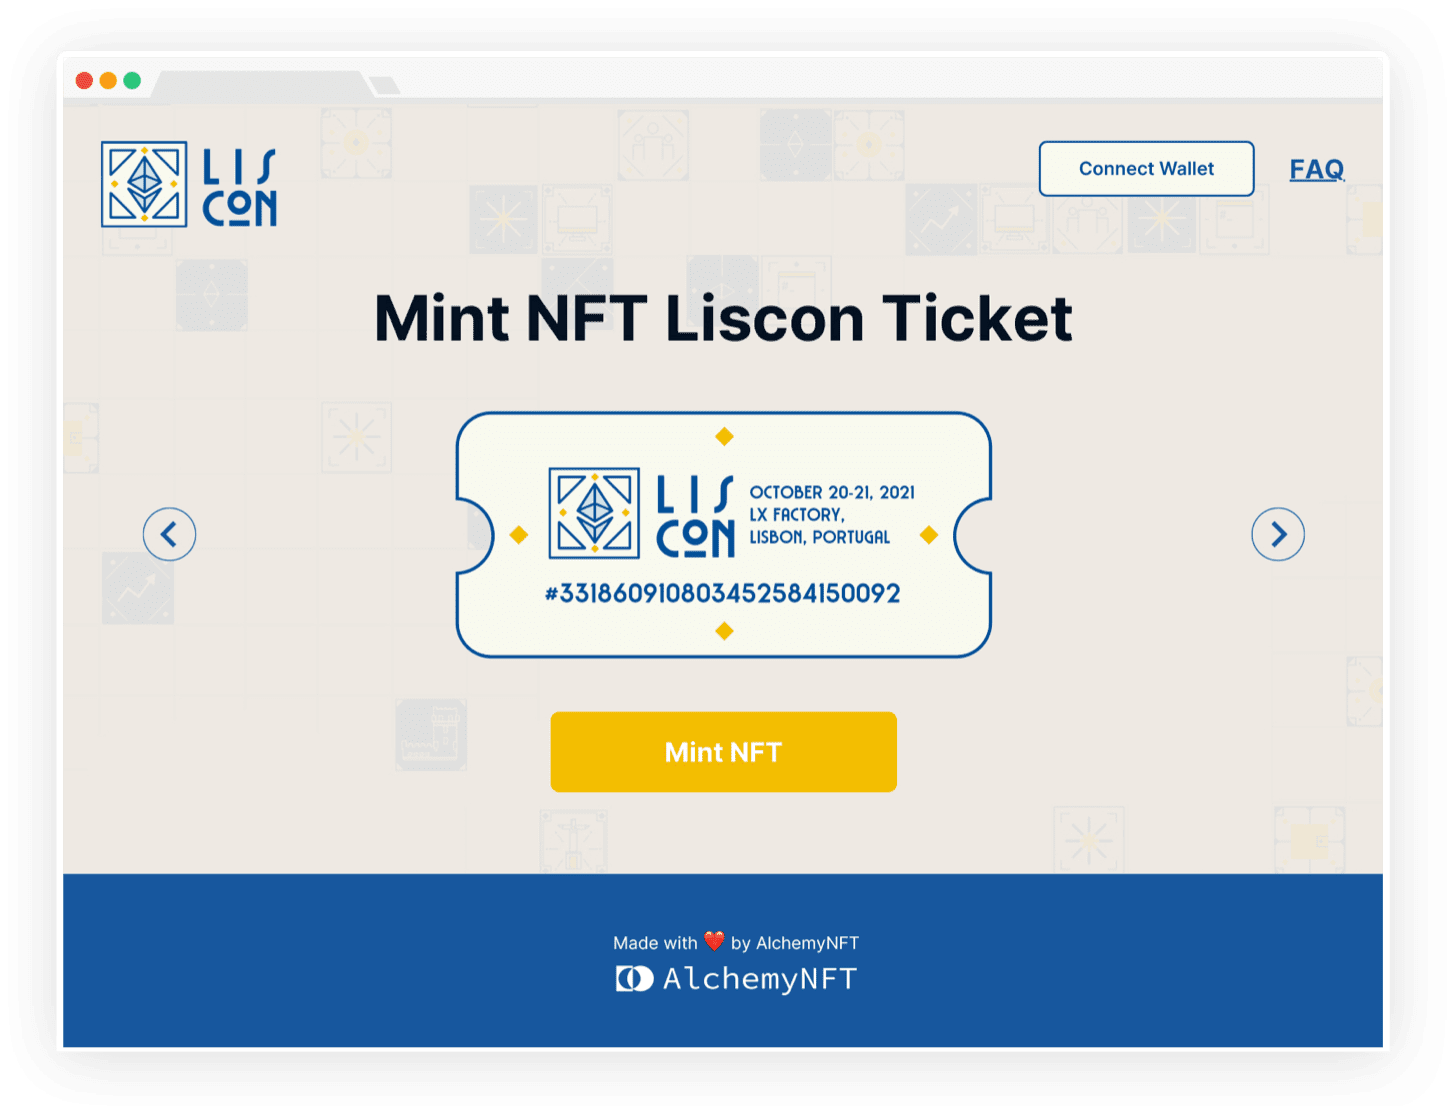 LIS
CON
Connect Wallet
FAQ
Mint NFT Liscon Ticket
LIS
CON
OCTOBER 20-21, 2021
LX FACTORY,
LISBON, PORTUGAL
#331860910803452584150092
Mint NFT
Made with ❤️ by AlchemyNFT
AlchemyNFT